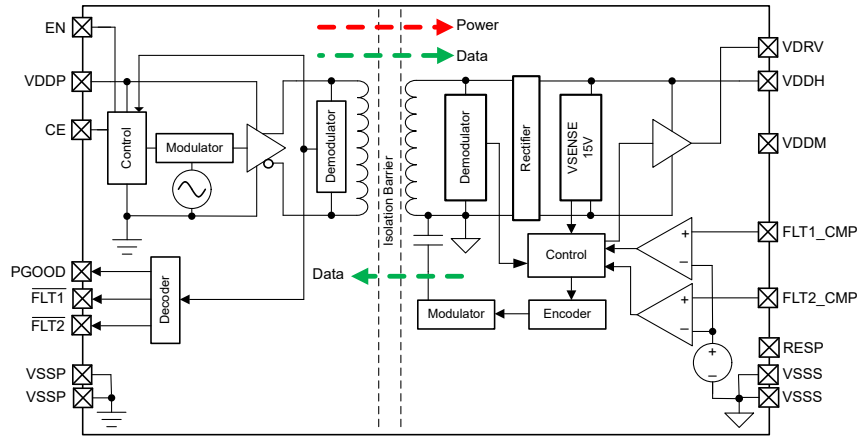 EN
Power
Data
VDRV
VDDP
VDDH
CE
Control
Modulator
Demodulator
Isolation Barrier
Demodulator
Rectifier
VSENSE
15V
VDDM
FLT1_CMP
+
−
Control
PGOOD
FLT1
FLT2
Decoder
Data
FLT2_CMP
+
−
Modulator
Encoder
RESP
+
−
VSSP
VSSP
VSSS
VSSS